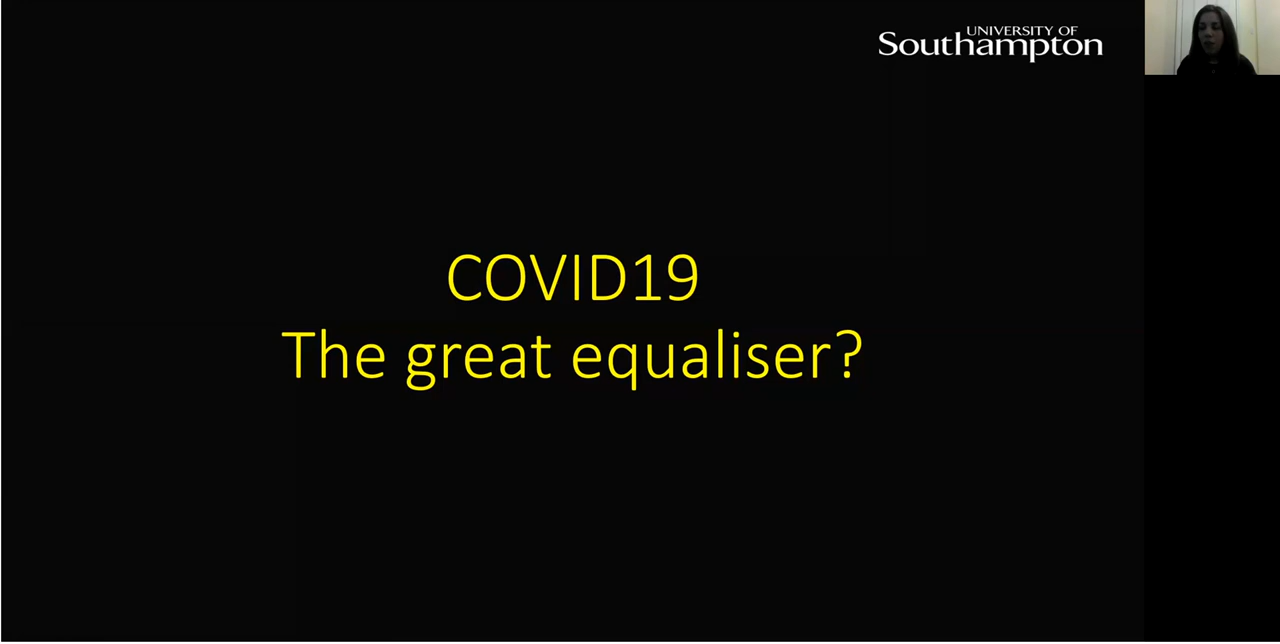 UNIVERSITY OF
Southampton
COVID19
The great equaliser?